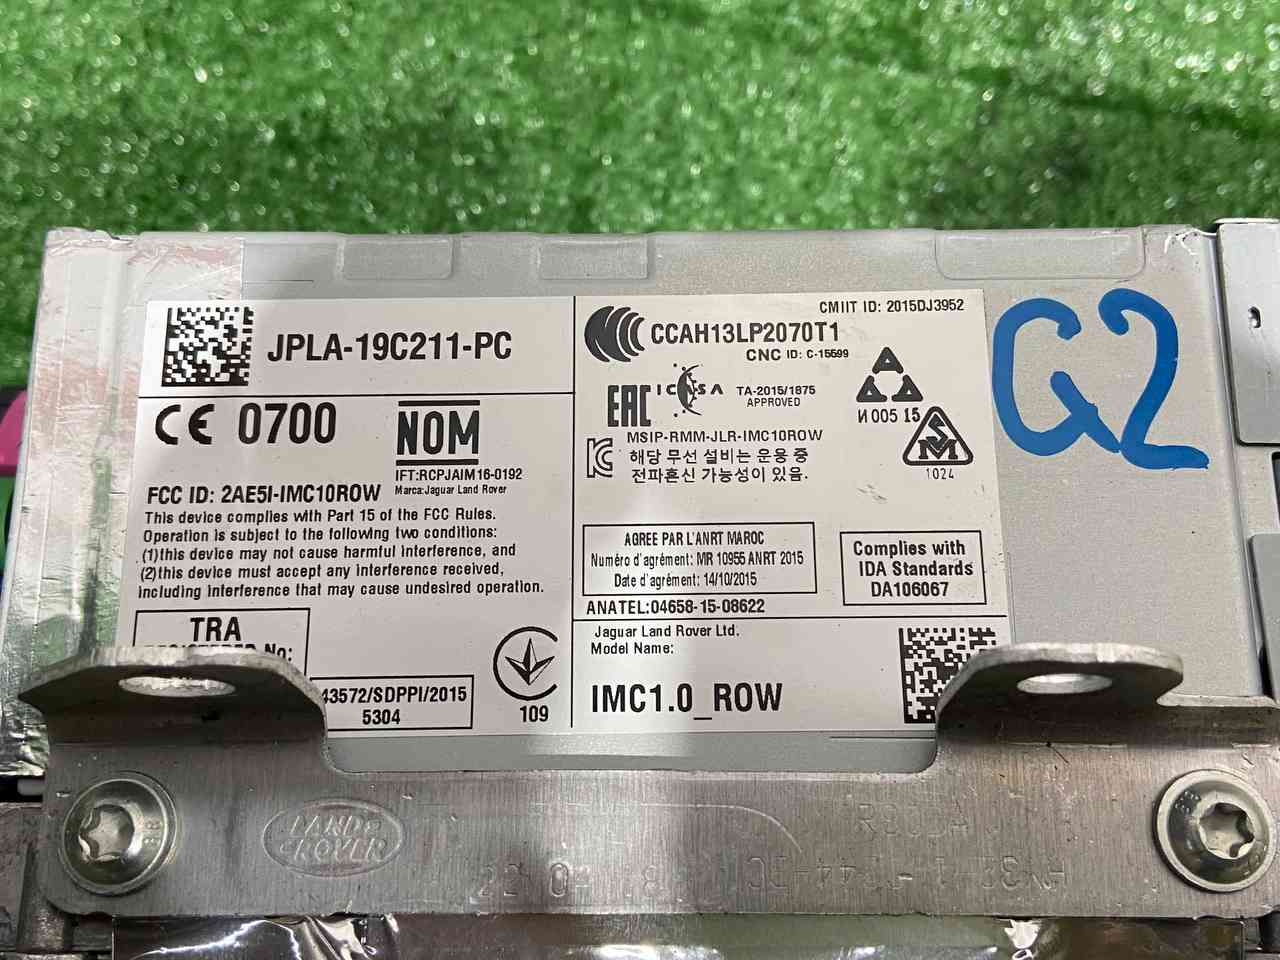 JPLA-19C211-PC
CE 0700
NOM
IFT:RCPJAIM16-0192
Marca:Jaguar Land Rover
FCC ID: 2AE5I-IMC10ROW
This device complies with Part 15 of the FCC Rules.
Operation is subject to the following two conditions:
(1)this device may not cause harmful interference, and
(2)this device must accept any interference received,
including interference that may cause undesired operation.
TRA
No:
43572/SDPPI/2015
5304
109
CMIIT ID: 2015DJ3952
CCAH13LP2070T1
CNC ID: C-15599
EAC
ICASA
TA-2015/1875
APPROVED
И 005 15
MSIP-RMM-JLR-IMC10ROW
해당 무선 설비는 운용 중
전파혼신 가능성이 있음.
1024
AGREE PAR L'ANRT MAROC
Numéro d'agrément: MR 10955 ANRT 2015
Date d'agrément: 14/10/2015
Complies with
IDA Standards
DA106067
ANATEL:04658-15-08622
Jaguar Land Rover Ltd.
Model Name:
IMC1.0_ROW
G2
LAND
ROVER